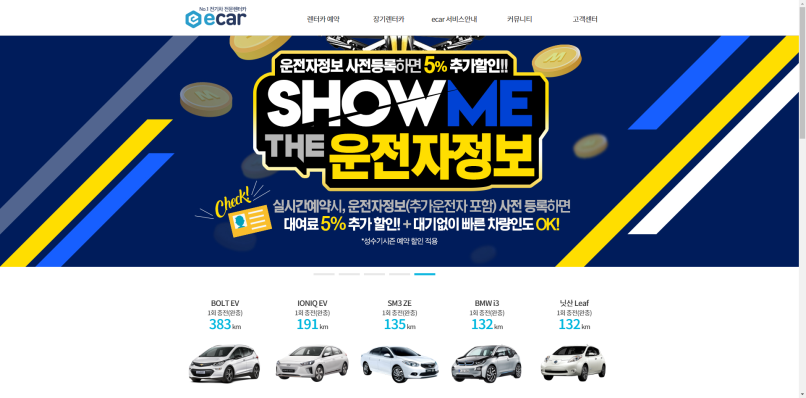 No.1 전기차 전문렌터카
ecar
렌터카 예약
장기렌터카
ecar 서비스안내
커뮤니티
고객센터
운전자정보 사전등록하면 5% 추가할인!!
SHOW ME
THE 운전자정보
Check!
실시간예약시, 운전자정보(추가운전자 포함) 사전 등록하면
대여료 5% 추가 할인! + 대기없이 빠른 차량인도 OK!
*성수기시즌 예약 할인 적용
BOLT EV
1회 충전(완충)
383 km
IONIQ EV
1회 충전(완충)
191 km
SM3 ZE
1회 충전(완충)
135 km
BMW i3
1회 충전(완충)
132 km
닛산 Leaf
1회 충전(완충)
132 km